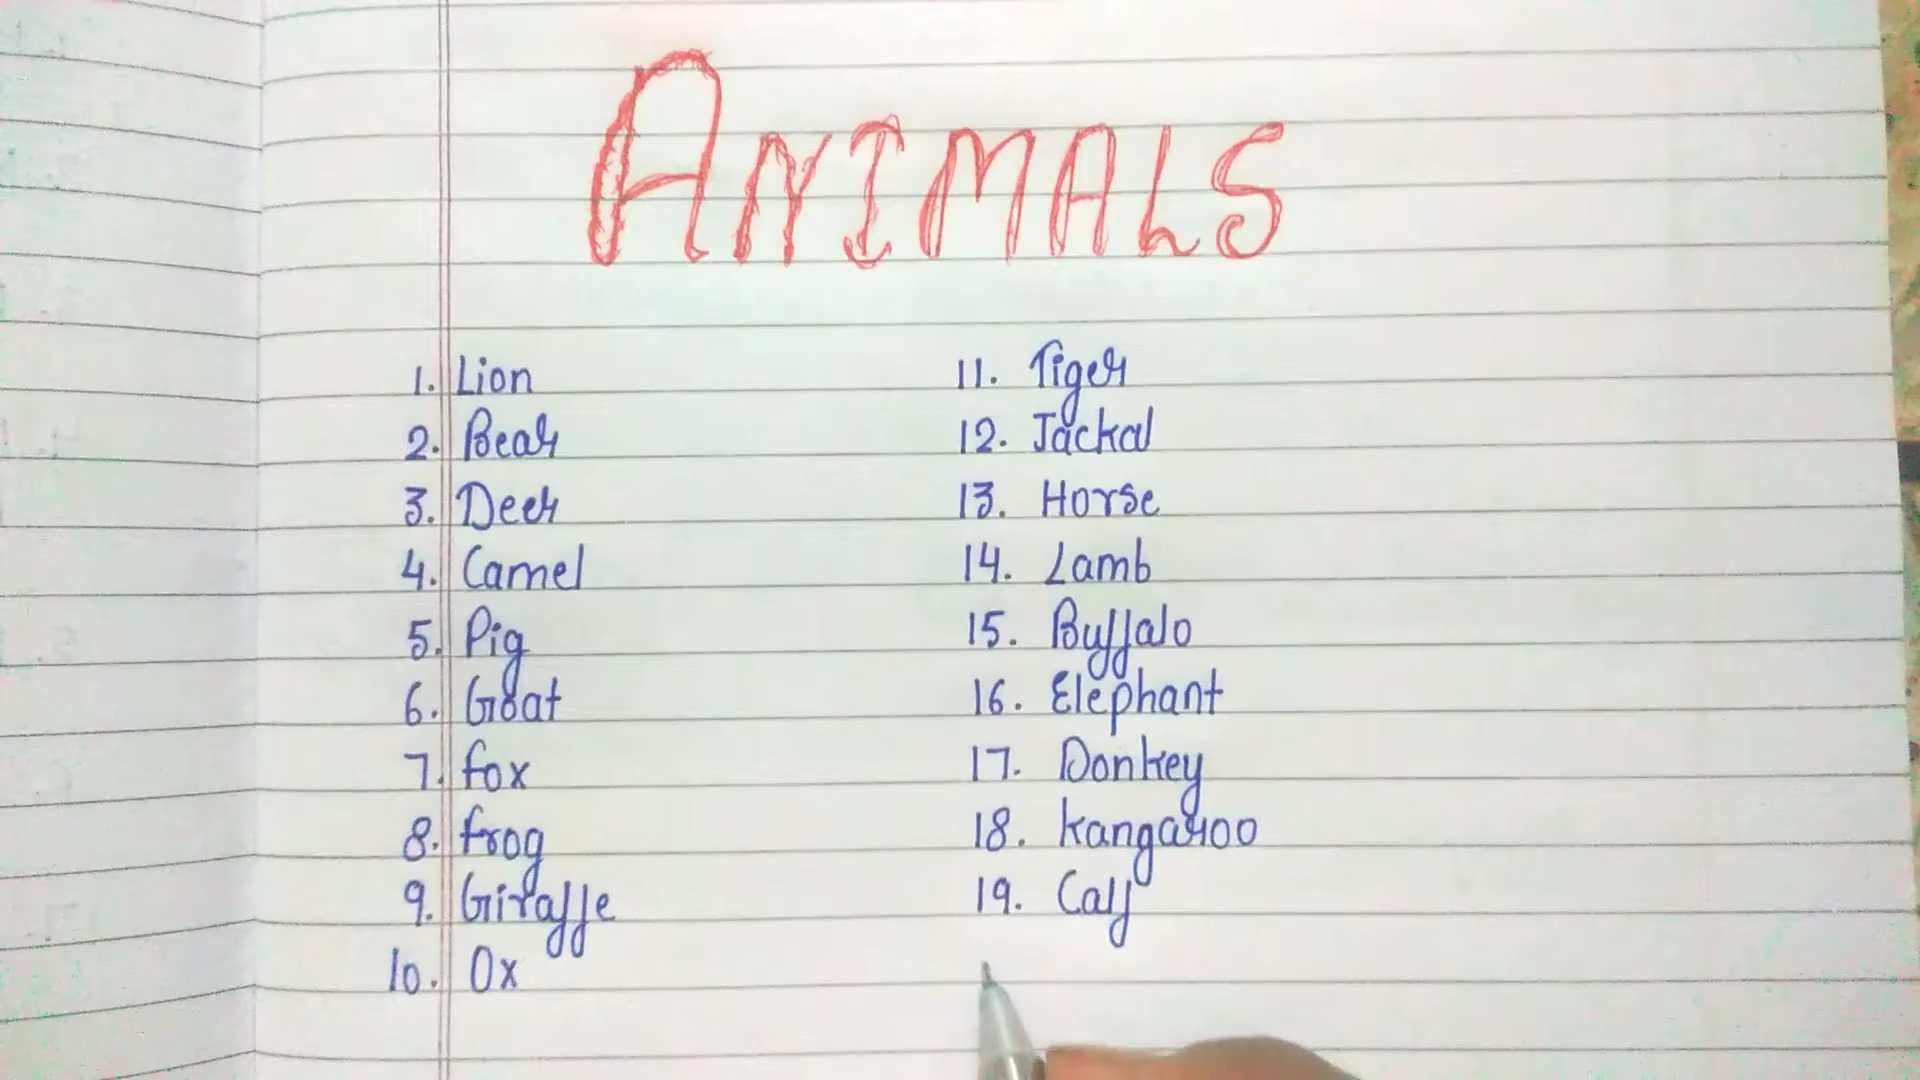 ANIMALS
1. Lion
2. Bear
3. Deer
4. Camel
5. Pig
6. Goat
7. fox
8. frog
9. Giraffe
10. Ox
11. Tiger
12. Jackal
13. Horse
14. Lamb
15. Buffalo
16. Elephant
17. Donkey
18. kangaroo
19. Calf